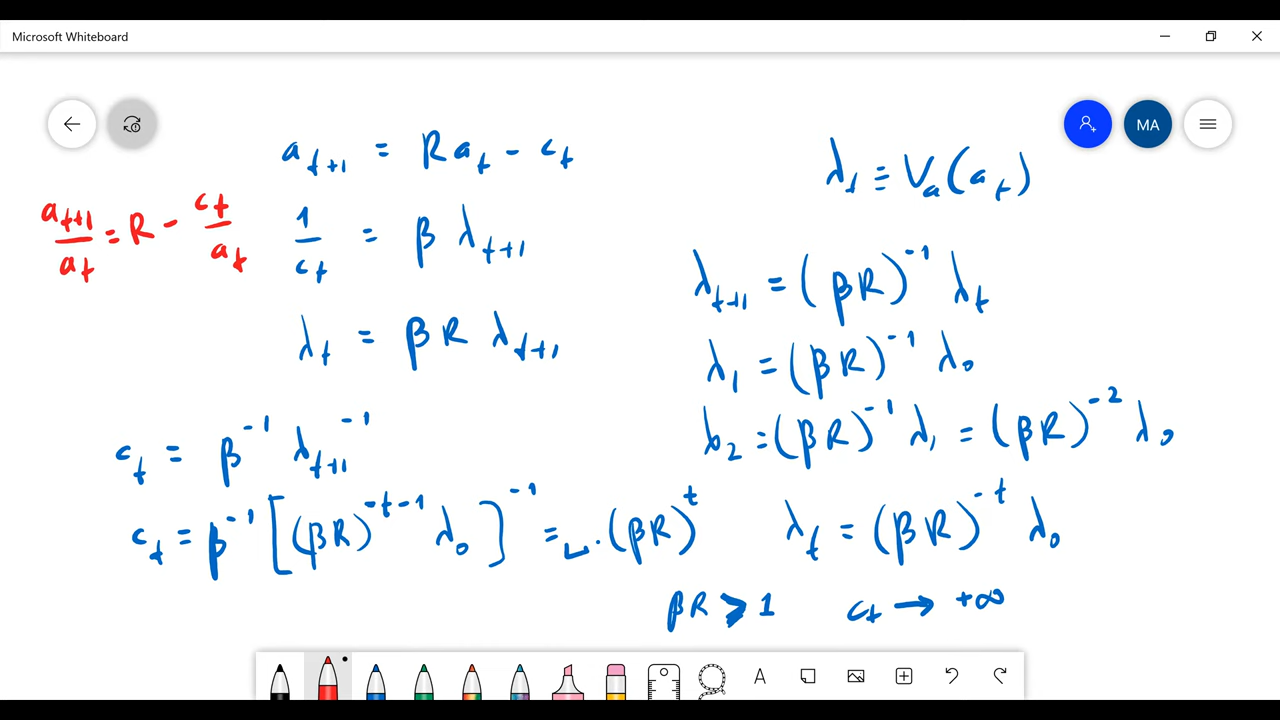 Microsoft Whiteboard
MA
a_{t+1} = R a_t - c_t
λ_t ≡ V_a(a_t)
a_{t+1}/a_t = R - c_t/a_t
1/c_t = β λ_{t+1}
λ_{t+1} = (βR)^{-1} λ_t
λ_t = β R λ_{t+1}
λ_1 = (βR)^{-1} λ_0
c_t = β^{-1} λ_{t+1}^{-1}
λ_2 = (βR)^{-1} λ_1 = (βR)^{-2} λ_0
c_t = β^{-1} [(βR)^{-t-1} λ_0]^{-1} = . (βR)^t
λ_t = (βR)^{-t} λ_0
βR > 1
c_t → +∞
A